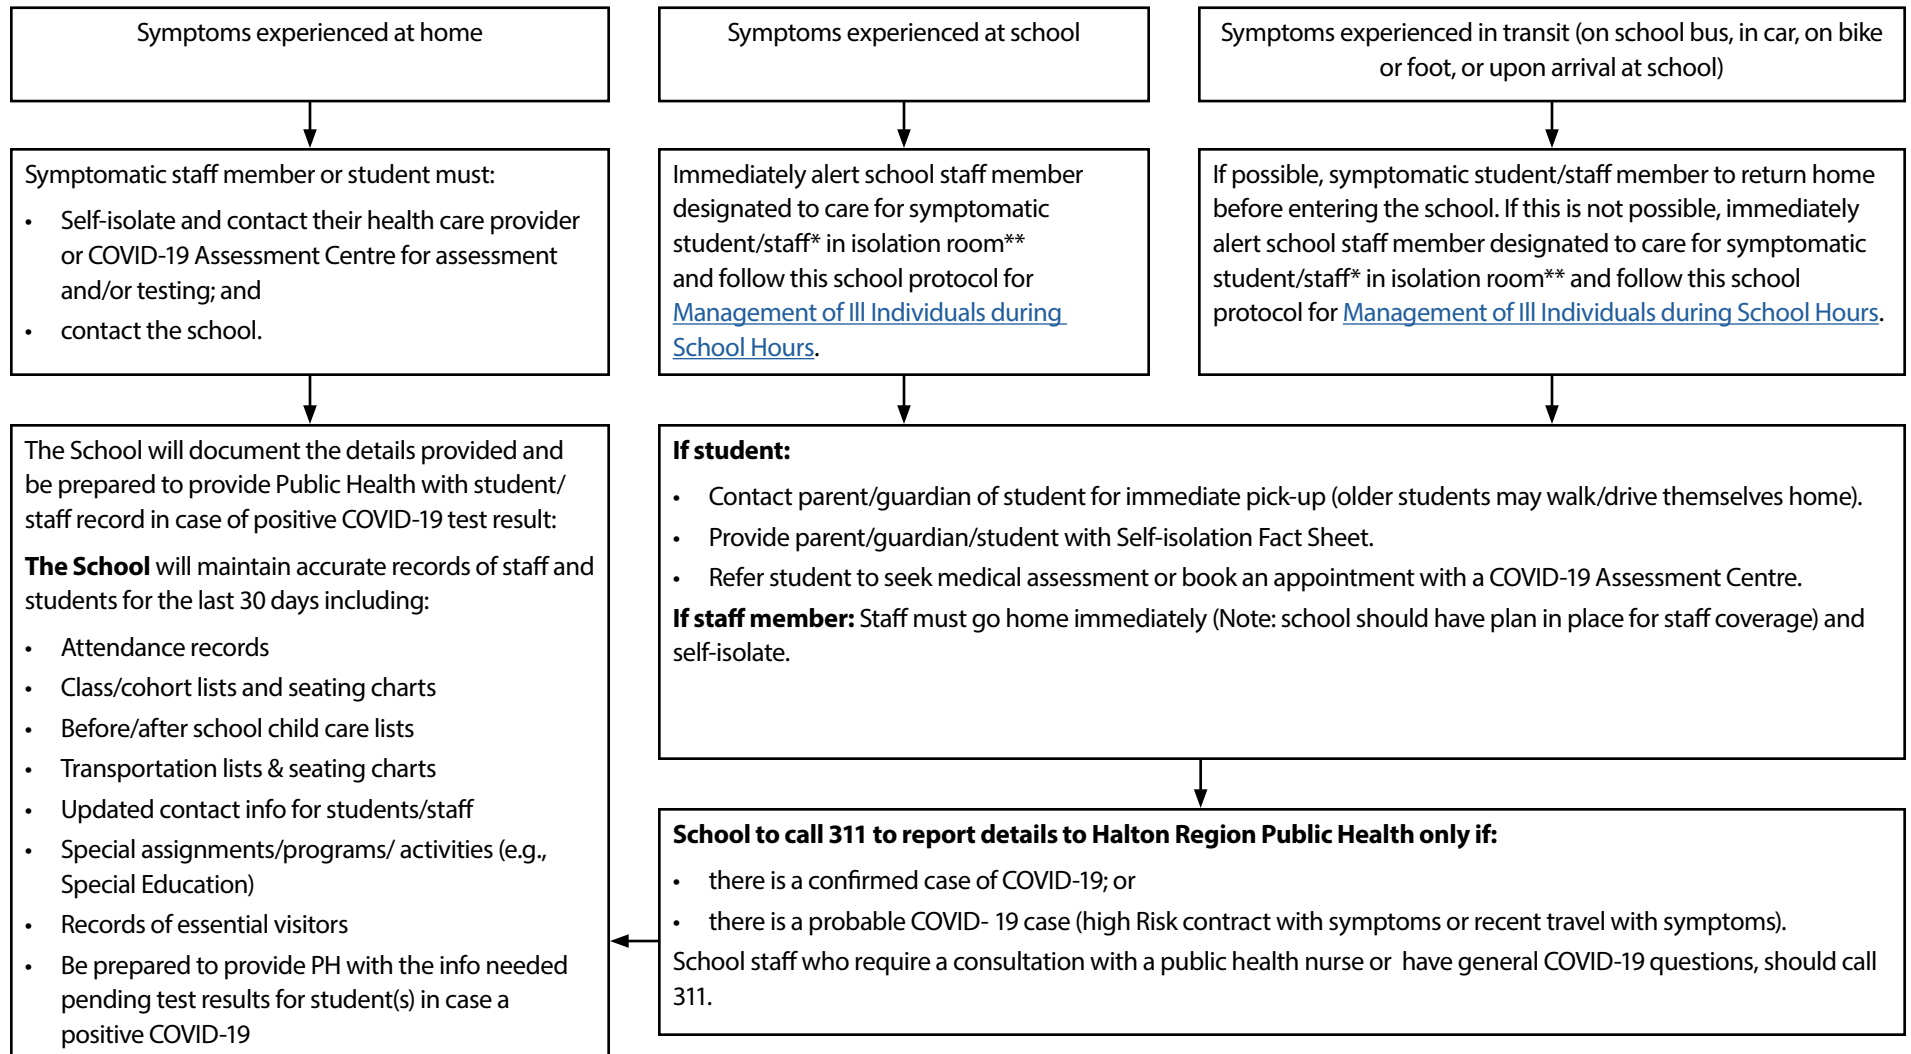 Symptoms experienced at home
Symptoms experienced at school
Symptoms experienced in transit (on school bus, in car, on bike
or foot, or upon arrival at school)
Symptomatic staff member or student must:
• Self-isolate and contact their health care provider
or COVID-19 Assessment Centre for assessment
and/or testing; and
• contact the school.
Immediately alert school staff member
designated to care for symptomatic
student/staff* in isolation room**
and follow this school protocol for
Management of Ill Individuals during
School Hours.
If possible, symptomatic student/staff member to return home
before entering the school. If this is not possible, immediately
alert school staff member designated to care for symptomatic
student/staff* in isolation room** and follow this school
protocol for Management of Ill Individuals during School Hours.
The School will document the details provided and
be prepared to provide Public Health with student/
staff record in case of positive COVID-19 test result:
The School will maintain accurate records of staff and
students for the last 30 days including:
• Attendance records
• Class/cohort lists and seating charts
• Before/after school child care lists
• Transportation lists & seating charts
• Updated contact info for students/staff
• Special assignments/programs/ activities (e.g.,
Special Education)
• Records of essential visitors
• Be prepared to provide PH with the info needed
pending test results for student(s) in case a
positive COVID-19
If student:
• Contact parent/guardian of student for immediate pick-up (older students may walk/drive themselves home).
• Provide parent/guardian/student with Self-isolation Fact Sheet.
• Refer student to seek medical assessment or book an appointment with a COVID-19 Assessment Centre.
If staff member: Staff must go home immediately (Note: school should have plan in place for staff coverage) and
self-isolate.
School to call 311 to report details to Halton Region Public Health only if:
• there is a confirmed case of COVID-19; or
• there is a probable COVID- 19 case (high Risk contract with symptoms or recent travel with symptoms).
School staff who require a consultation with a public health nurse or have general COVID-19 questions, should call
311.